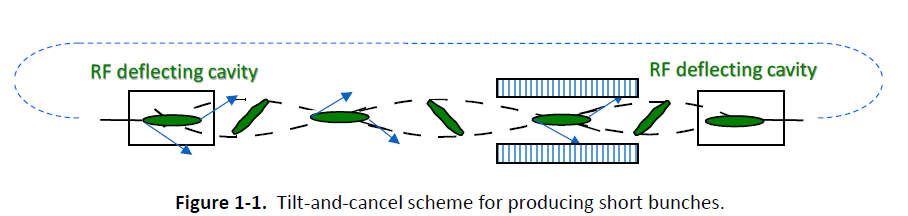 RF deflecting cavity
RF deflecting cavity
Figure 1-1. Tilt-and-cancel scheme for producing short bunches.